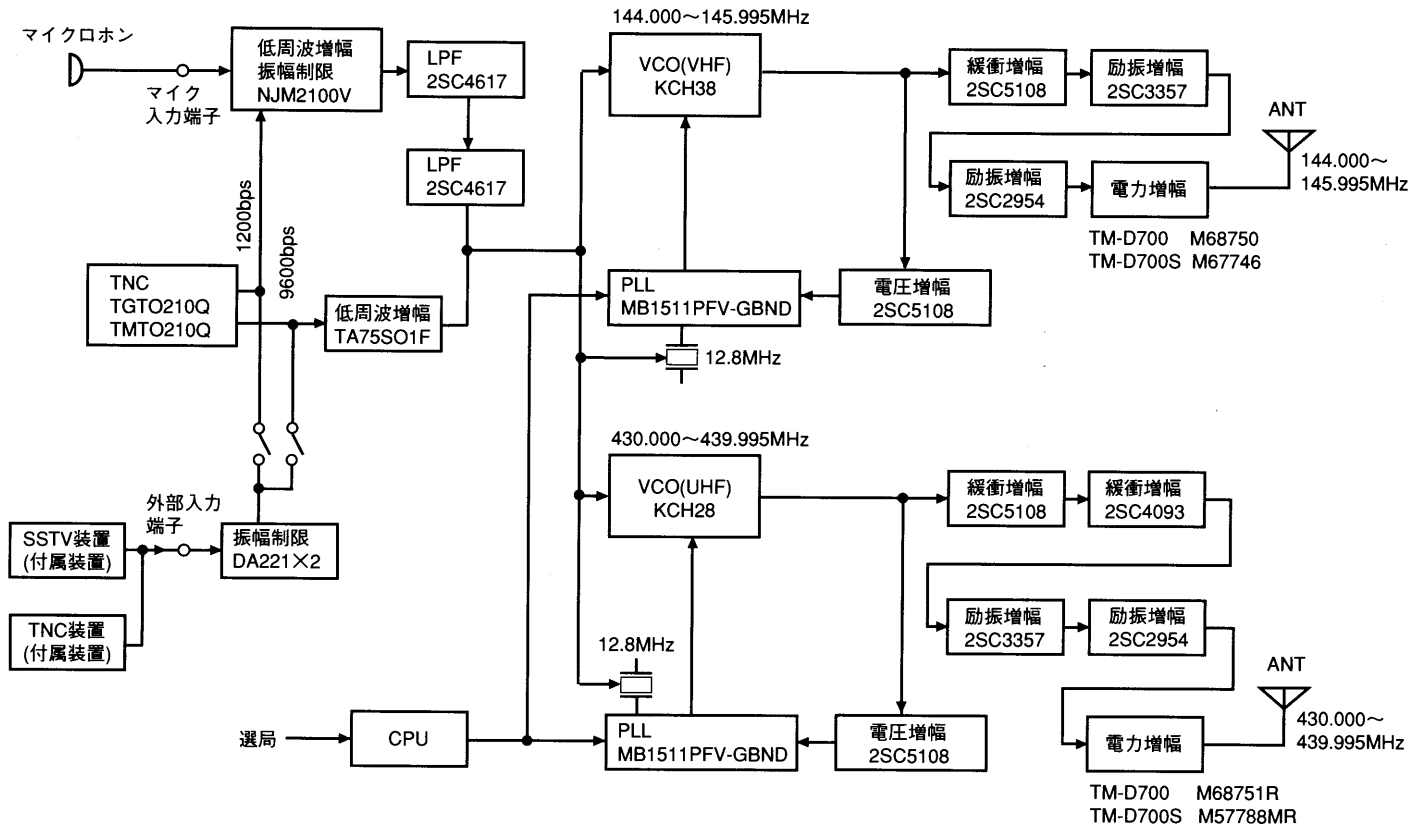 マイクロホン
マイク
入力端子
低周波増幅
振幅制限
NJM2100V
LPF
2SC4617
LPF
2SC4617
1200bps
9600bps
TNC
TGTO210Q
TMTO210Q
低周波増幅
TA75SO1F
外部入力
端子
SSTV装置
(付属装置)
TNC装置
(付属装置)
振幅制限
DA221×2
選局
CPU
144.000～145.995MHz
VCO(VHF)
KCH38
PLL
MB1511PFV-GBND
12.8MHz
電圧増幅
2SC5108
緩衝増幅
2SC5108
励振増幅
2SC3357
励振増幅
2SC2954
電力増幅
ANT
144.000～
145.995MHz
TM-D700 M68750
TM-D700S M67746
430.000～439.995MHz
VCO(UHF)
KCH28
12.8MHz
PLL
MB1511PFV-GBND
電圧増幅
2SC5108
緩衝増幅
2SC5108
緩衝増幅
2SC4093
励振増幅
2SC3357
励振増幅
2SC2954
電力増幅
ANT
430.000～
439.995MHz
TM-D700 M68751R
TM-D700S M57788MR